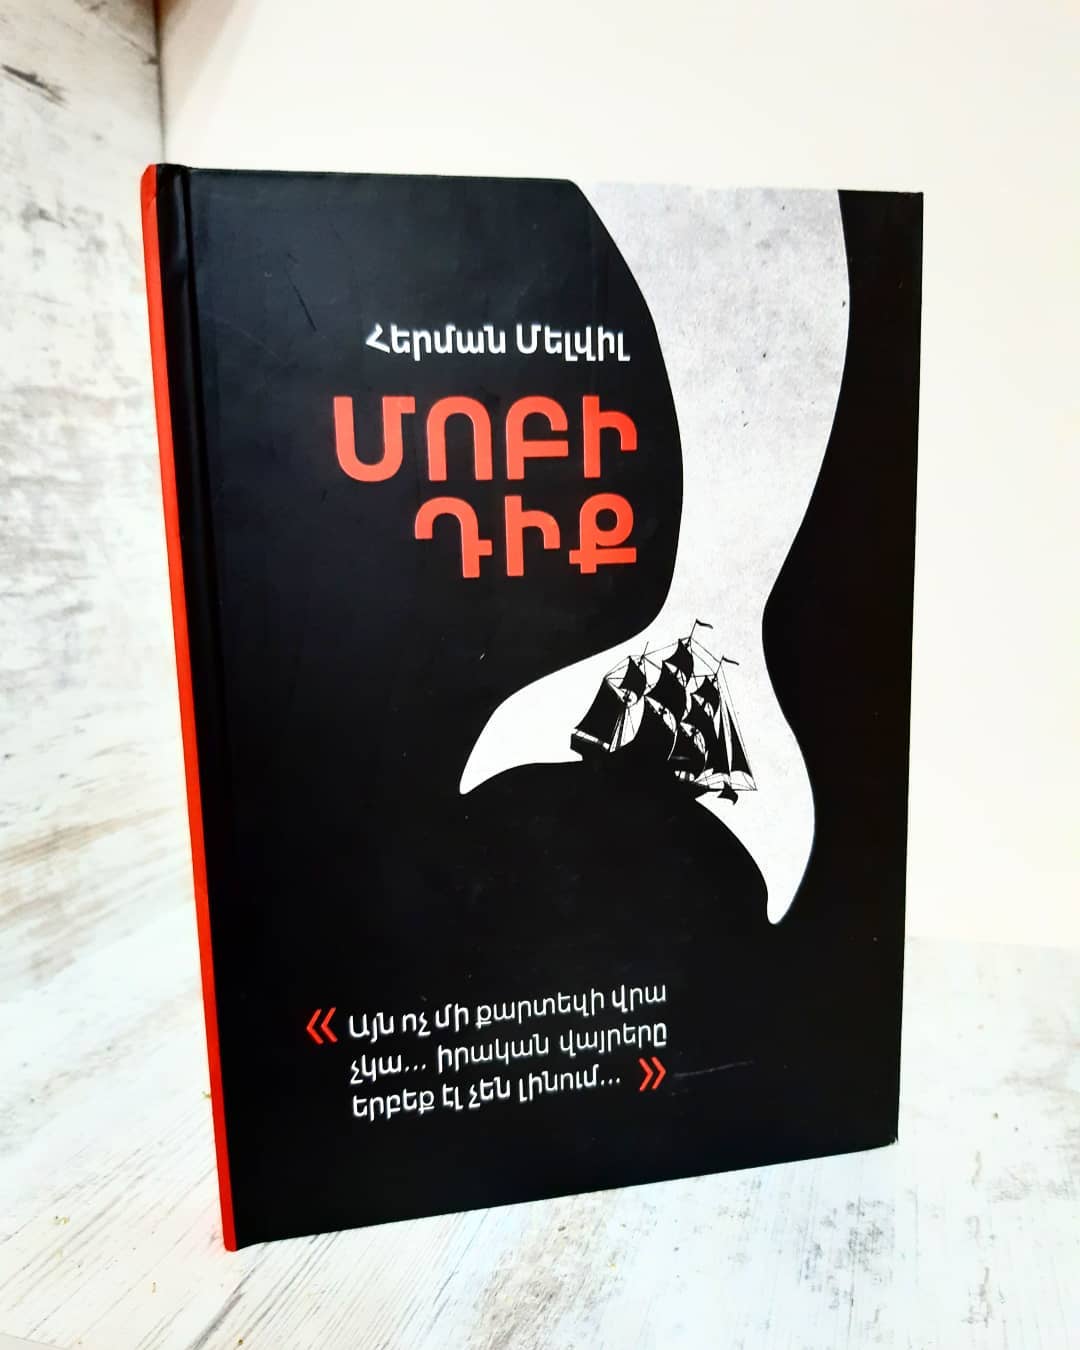 Հերման Մելվիլ
ՄՈԲԻ
ԴԻՔ
« Այն ոչ մի քարտեզի վրա
չկա... իրական վայրերը
երբեք էլ չեն լինում... »